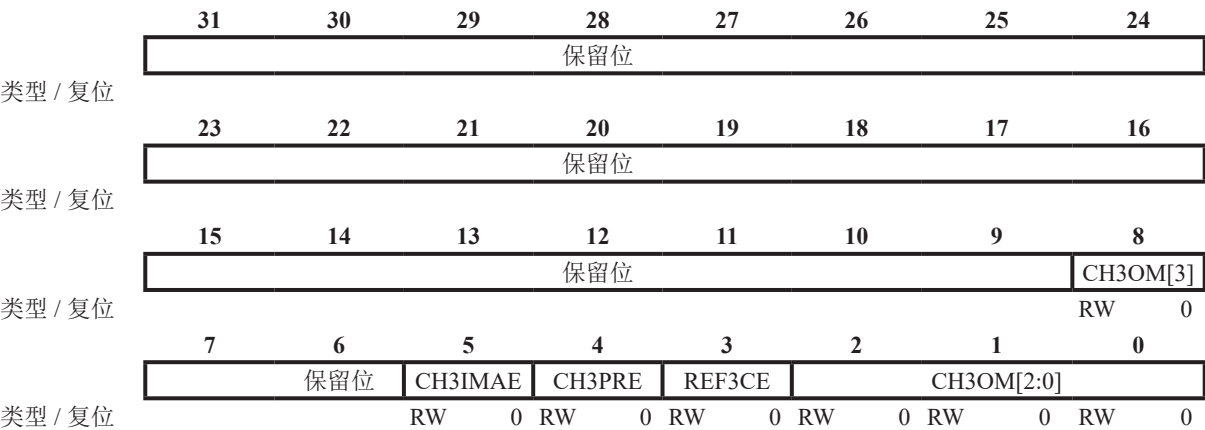 31 30 29 28 27 26 25 24
保留位
类型 / 复位
23 22 21 20 19 18 17 16
保留位
类型 / 复位
15 14 13 12 11 10 9 8
保留位 CH3OM[3]
类型 / 复位 RW 0
7 6 5 4 3 2 1 0
保留位 CH3IMAE CH3PRE REF3CE CH3OM[2:0]
类型 / 复位 RW 0 RW 0 RW 0 RW 0 RW 0 RW 0